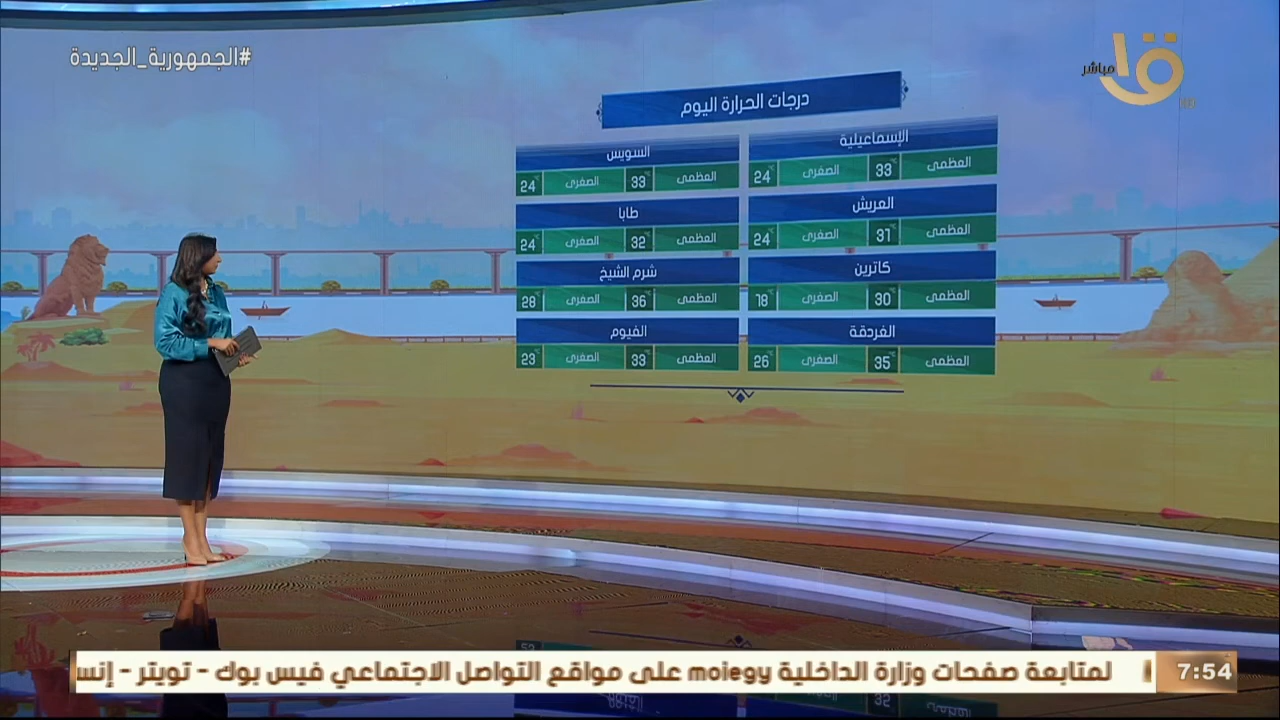 #الجمهورية_الجديدة
مباشر
درجات الحرارة اليوم
الإسماعيلية
العظمى 33 الصغرى 24
السويس
العظمى 33 الصغرى 24
العريش
العظمى 31 الصغرى 24
طابا
العظمى 32 الصغرى 24
كاترين
العظمى 30 الصغرى 18
شرم الشيخ
العظمى 36 الصغرى 28
الغردقة
العظمى 35 الصغرى 26
الفيوم
العظمى 33 الصغرى 23
7:54
لمتابعة صفحات وزارة الداخلية moiegy على مواقع التواصل الاجتماعي فيس بوك - تويتر - إنس